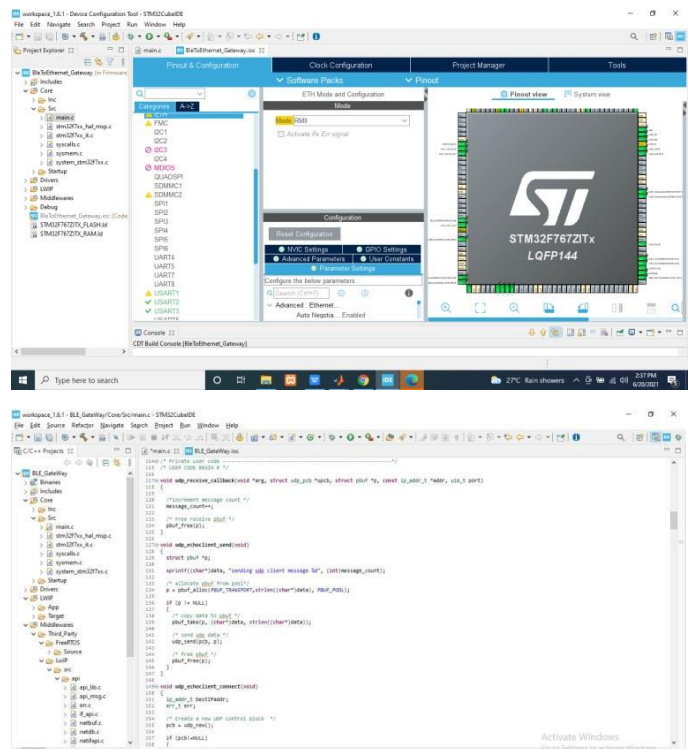 workspace_1.6.1 - Device Configuration Tool - STM32CubeIDE
File Edit Navigate Search Project Run Window Help
Project Explorer
main.c
BleToEthernet_Gateway.ioc
BleToEthernet_Gateway (in Firmware
Includes
Core
Inc
Src
main.c
stm32f7xx_hal_msp.c
stm32f7xx_it.c
syscalls.c
sysmem.c
system_stm32f7xx.c
Startup
Drivers
LWIP
Middlewares
Debug
BleToEthernet_Gateway.ioc [Code
STM32F767ZITX_FLASH.ld
STM32F767ZITX_RAM.ld
Pinout & Configuration
Clock Configuration
Project Manager
Tools
Software Packs
Pinout
Categories A->Z
ETH
FMC
I2C1
I2C2
I2C3
I2C4
MDIOS
QUADSPI
SDMMC1
SDMMC2
SPI1
SPI2
SPI3
SPI4
SPI5
SPI6
UART4
UART5
UART7
UART8
USART1
USART2
USART3
USART6
ETH Mode and Configuration
Mode
Mode RMII
Activate Rx Err signal
Configuration
Reset Configuration
NVIC Settings
GPIO Settings
Advanced Parameters
User Constants
Parameter Settings
Configure the below parameters :
Search (Ctrl+F)
Advanced : Ethernet...
Auto Negotia... Enabled
Pinout view
System view
STM32F767ZITx
LQFP144
Console
CDT Build Console [BleToEthernet_Gateway]
Type here to search
27°C Rain showers
2:37 PM
6/20/2021
workspace_1.6.1 - BLE_GateWay/Core/Src/main.c - STM32CubeIDE
File Edit Source Refactor Navigate Search Project Run Window Help
C/C++ Projects
*main.c
BLE_GateWay.ioc
BLE_GateWay
Binaries
Includes
Core
Inc
Src
main.c
stm32f7xx_hal_msp.c
stm32f7xx_it.c
syscalls.c
sysmem.c
system_stm32f7xx.c
Startup
Drivers
LWIP
App
Target
Middlewares
Third_Party
FreeRTOS
Source
LwIP
src
api
api_lib.c
api_msg.c
err.c
if_api.c
netbuf.c
netdb.c
netifapi.c
/* Private user code ---
/* USER CODE BEGIN 0 */
void udp_receive_callback(void *arg, struct udp_pcb *upcb, struct pbuf *p, const ip_addr_t *addr, u16_t port)
{
/*increment message count */
message_count++;
/* Free receive pbuf */
pbuf_free(p);
}
void udp_echoclient_send(void)
{
struct pbuf *p;
sprintf((char*)data, "sending udp client message %d", (int)message_count);
/* allocate pbuf from pool*/
p = pbuf_alloc(PBUF_TRANSPORT,strlen((char*)data), PBUF_POOL);
if (p != NULL)
{
/* copy data to pbuf */
pbuf_take(p, (char*)data, strlen((char*)data));
/* send udp data */
udp_send(pcb, p);
/* free pbuf */
pbuf_free(p);
}
}
void udp_echoclient_connect(void)
{
ip_addr_t DestIPaddr;
err_t err;
/* Create a new UDP control block */
pcb = udp_new();
if (pcb!=NULL)
{
Activate Windows
Go to Settings to activate Windows.